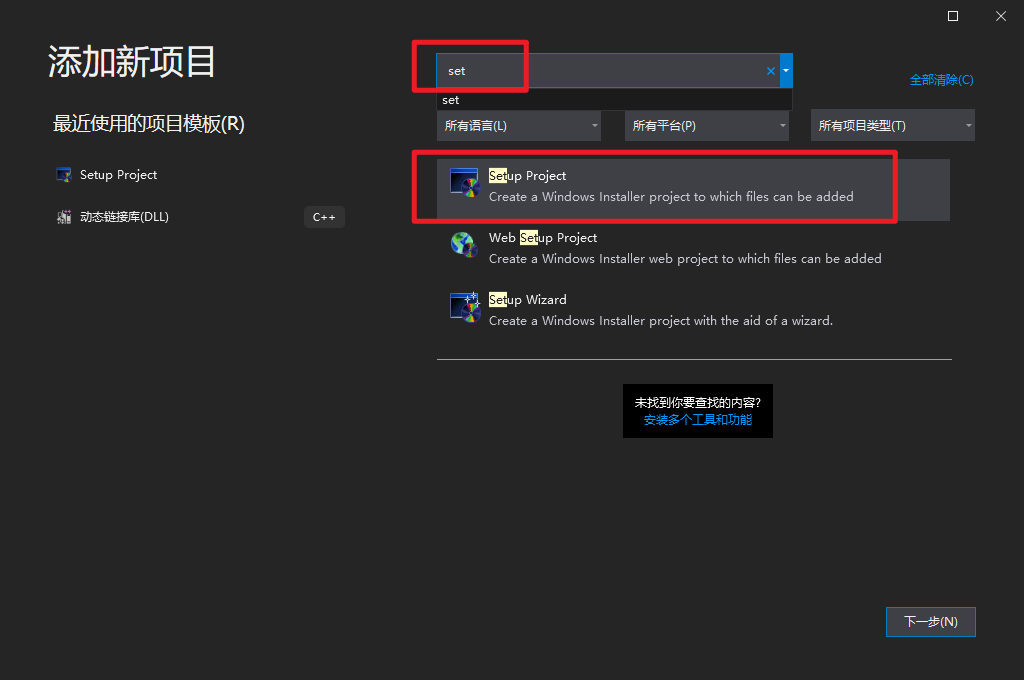 添加新项目
最近使用的项目模板(R)
Setup Project
动态链接库(DLL)
C++
set
set
全部清除(C)
所有语言(L)
所有平台(P)
所有项目类型(T)
Setup Project
Create a Windows Installer project to which files can be added
Web Setup Project
Create a Windows Installer web project to which files can be added
Setup Wizard
Create a Windows Installer project with the aid of a wizard.
未找到你要查找的内容?
安装多个工具和功能
下一步(N)